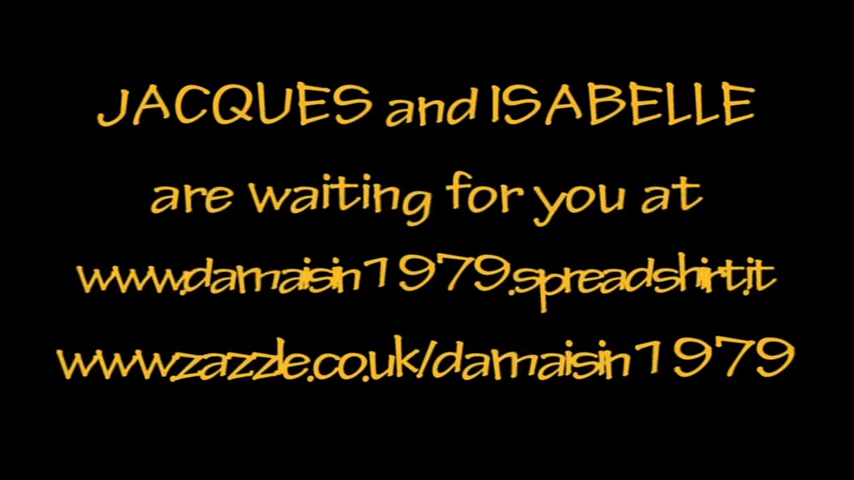 JACQUES and ISABELLE
are waiting for you at
www.damaisin1979.spreadshirt.it
www.zazzle.co.uk/damaisin1979